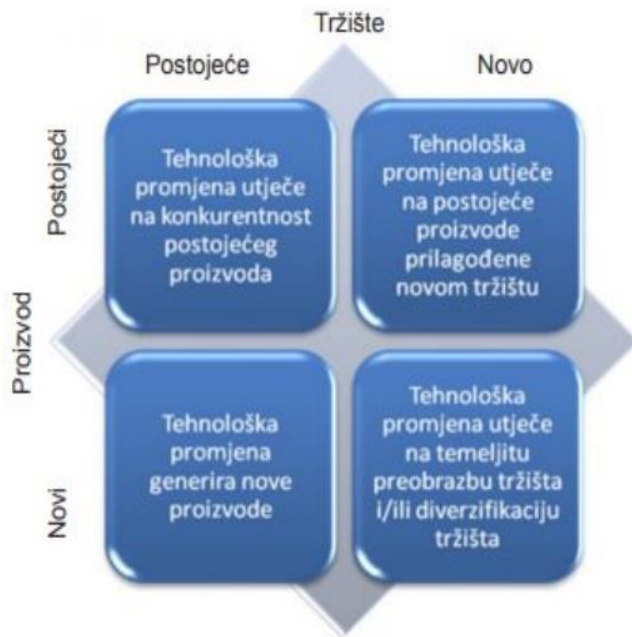 Tržište
Postojeće
Novo
Postojeći
Tehnološka
promjena utječe
na konkurentnost
postojećeg
proizvoda
Tehnološka
promjena utječe
na postojeće
proizvode
prilagođene
novom tržištu
Proizvod
Novi
Tehnološka
promjena
generira nove
proizvode
Tehnološka
promjena utječe
na temeljitu
preobrazbu tržišta
i/ili diverzifikaciju
tržišta